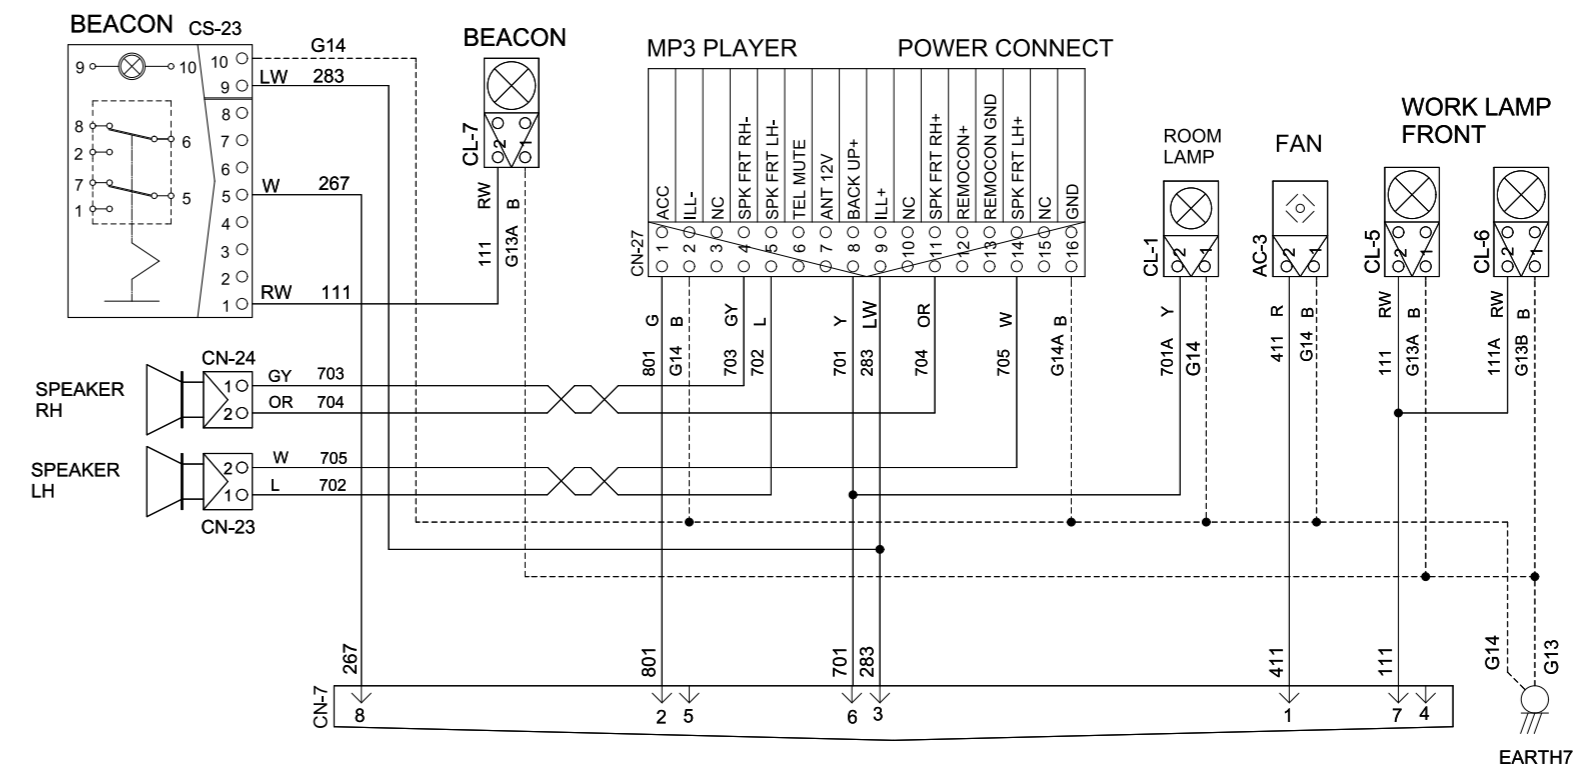 BEACON CS-23
9 10
8
6
2
7
5
1
10 G14
9 LW 283
8
7
6
5 W 267
4
3
2
1 RW 111
BEACON
CL-7
2 1
RW B
111 G13A
MP3 PLAYER POWER CONNECT
ACC
ILL-
NC
SPK FRT RH-
SPK FRT LH-
TEL MUTE
ANT 12V
BACK UP+
ILL+
NC
SPK FRT RH+
REMOCON+
REMOCON GND
SPK FRT LH+
NC
GND
CN-27
1 2 3 4 5 6 7 8 9 10 11 12 13 14 15 16
G B GY L Y LW OR W B
801 G14 703 702 701 283 704 705 G14A
ROOM
LAMP
CL-1
2 1
Y
701A G14
FAN
AC-3
2 1
R B
411 G14
WORK LAMP
FRONT
CL-5
2 1
RW B
111 G13A
CL-6
2 1
RW B
111A G13B
SPEAKER
RH
CN-24
1 GY 703
2 OR 704
SPEAKER
LH
2 W 705
1 L 702
CN-23
267 801 701 283 411 111 G14 G13
CN-7
8 2 5 6 3 1 7 4
EARTH7